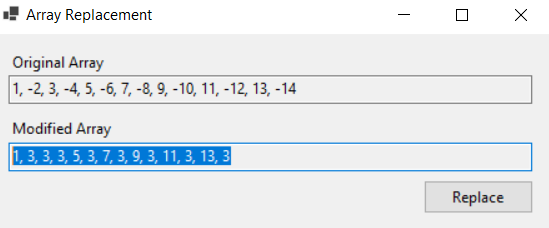 Array Replacement
Original Array
1, -2, 3, -4, 5, -6, 7, -8, 9, -10, 11, -12, 13, -14
Modified Array
1, 3, 3, 3, 5, 3, 7, 3, 9, 3, 11, 3, 13, 3
Replace